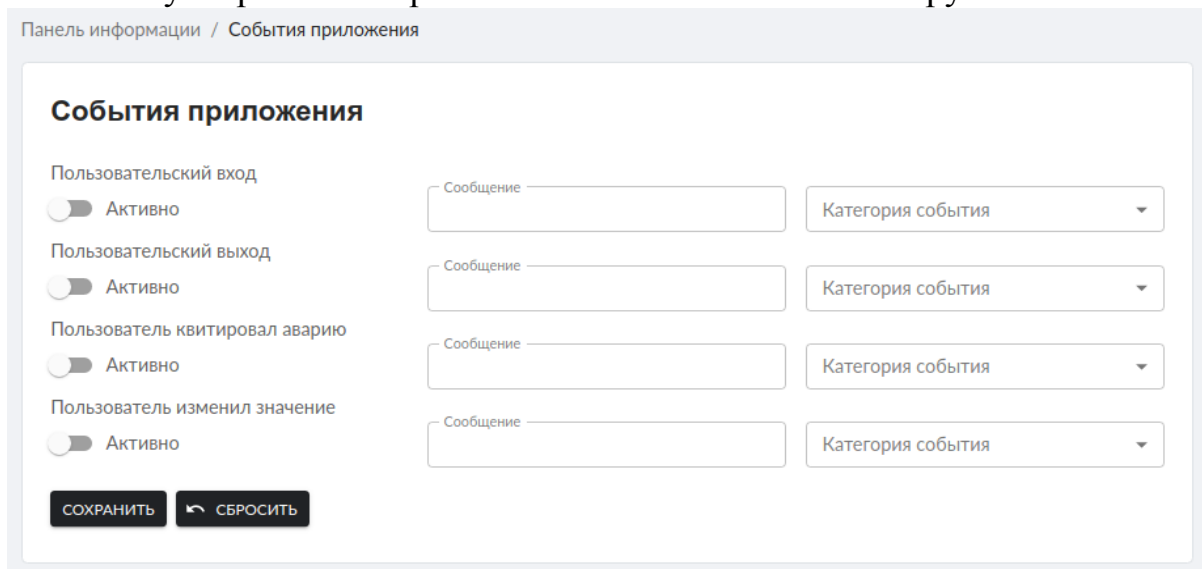 Панель информации / События приложения
События приложения
Пользовательский вход
Активно
Сообщение
Категория события
Пользовательский выход
Активно
Сообщение
Категория события
Пользователь квитировал аварию
Активно
Сообщение
Категория события
Пользователь изменил значение
Активно
Сообщение
Категория события
СОХРАНИТЬ СБРОСИТЬ